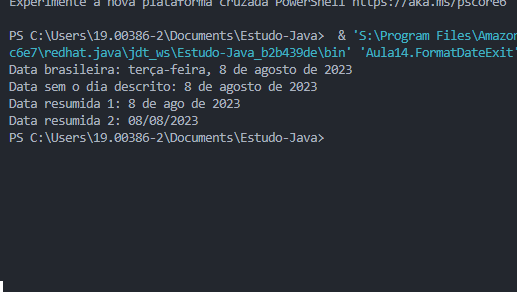 Experimente a nova plataforma cruzada PowerShell https://aka.ms/pscore6
PS C:\Users\19.00386-2\Documents\Estudo-Java>  & 'S:\Program Files\Amazon
c6e7\redhat.java\jdt_ws\Estudo-Java_b2b439de\bin' 'Aula14.FormatDateExit'
Data brasileira: terça-feira, 8 de agosto de 2023
Data sem o dia descrito: 8 de agosto de 2023
Data resumida 1: 8 de ago de 2023
Data resumida 2: 08/08/2023
PS C:\Users\19.00386-2\Documents\Estudo-Java>